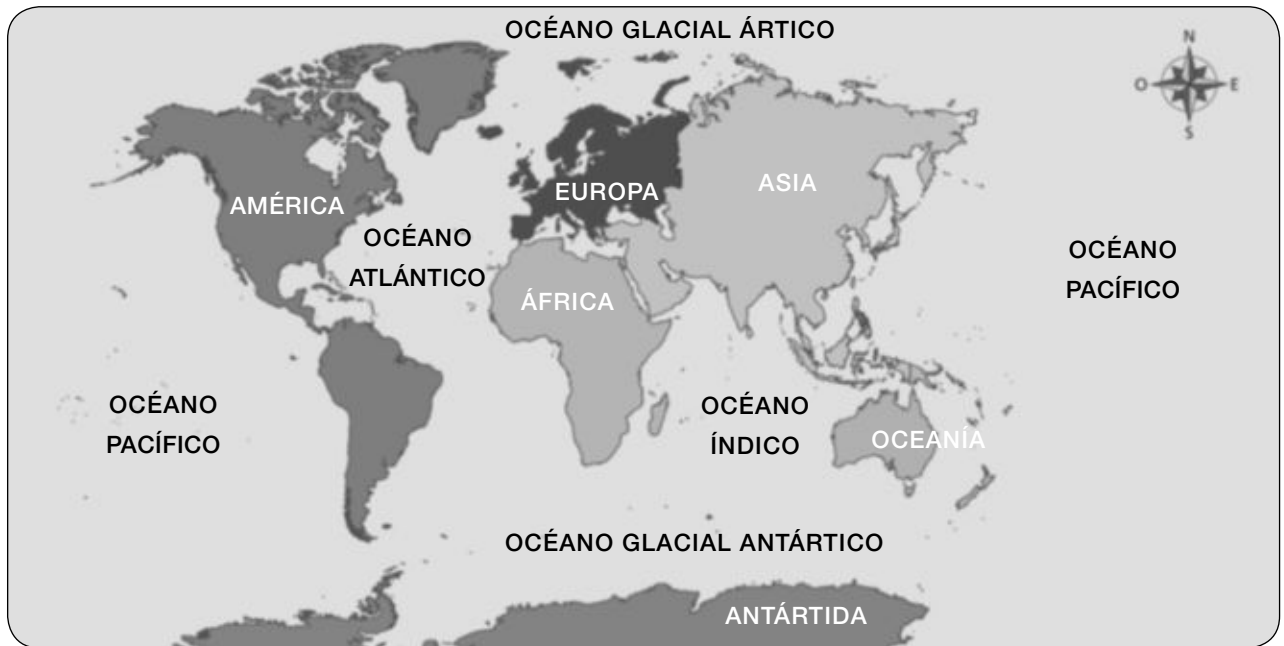 OCÉANO GLACIAL ÁRTICO
N
O
E
S
AMÉRICA
EUROPA
ASIA
OCÉANO
ATLÁNTICO
OCÉANO
PACÍFICO
ÁFRICA
OCÉANO
PACÍFICO
OCÉANO
ÍNDICO
OCEANÍA
OCÉANO GLACIAL ANTÁRTICO
ANTÁRTIDA